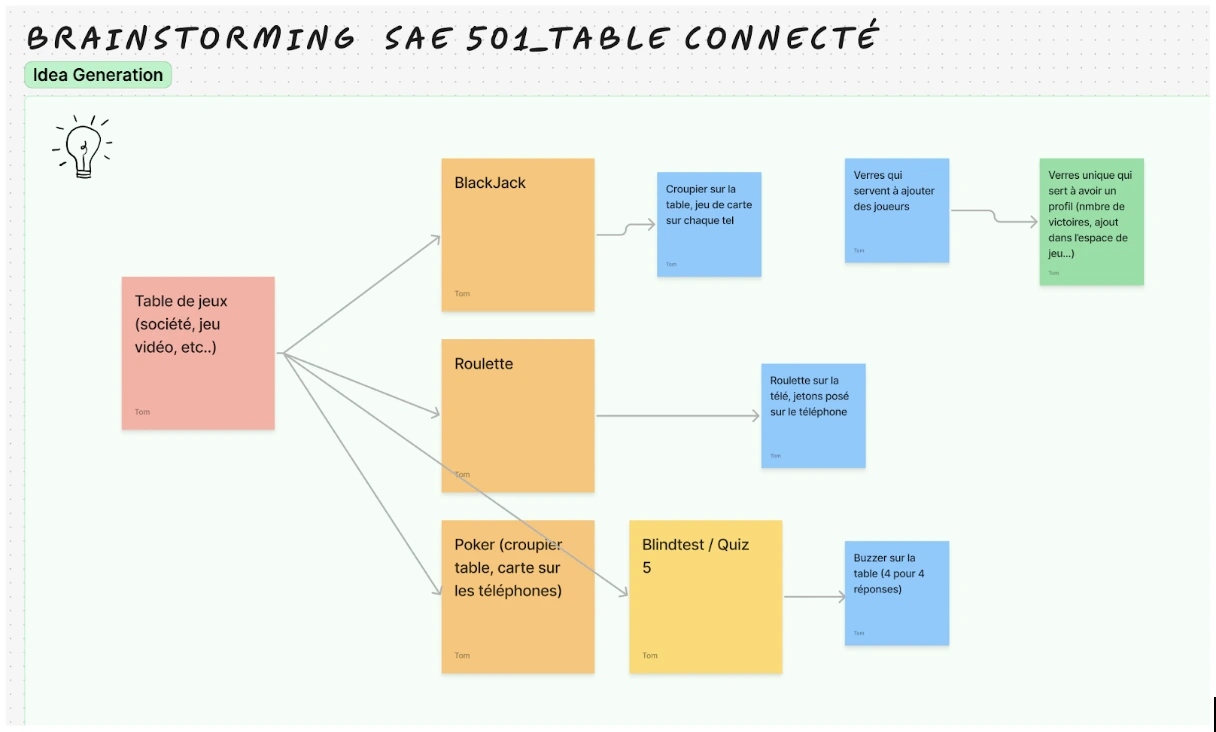 BRAINSTORMING SAE 501_TABLE CONNECTÉ
Idea Generation
Table de jeux
(société, jeu
vidéo, etc..)
Tom
BlackJack
Tom
Croupier sur la
table, jeu de carte
sur chaque tel
Tom
Verres qui
servent à ajouter
des joueurs
Tom
Verres unique qui
sert à avoir un
profil (nmbre de
victoires, ajout
dans l'espace de
jeu...)
Tom
Roulette
Tom
Roulette sur la
télé, jetons posé
sur le téléphone
Tom
Poker (croupier
table, carte sur
les téléphones)
Tom
Blindtest / Quiz
5
Tom
Buzzer sur la
table (4 pour 4
réponses)
Tom